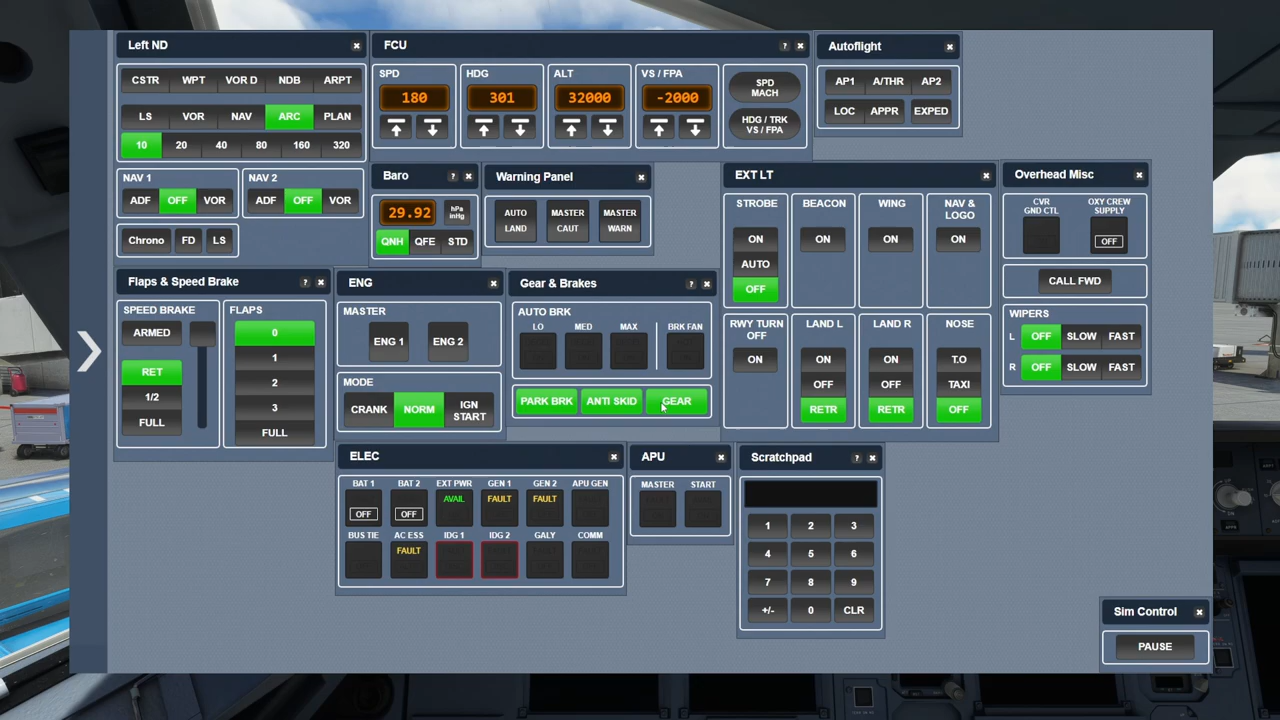 Left ND
CSTR WPT VOR D NDB ARPT
LS VOR NAV ARC PLAN
10 20 40 80 160 320
NAV 1
ADF OFF VOR
NAV 2
ADF OFF VOR
Chrono FD LS
FCU ?
SPD HDG ALT VS / FPA
180 301 32000 -2000
SPD
MACH
HDG / TRK
VS / FPA
Autoflight
AP1 A/THR AP2
LOC APPR EXPED
Baro ?
29.92 hPa
inHg
QNH QFE STD
Warning Panel
AUTO
LAND
MASTER
CAUT
MASTER
WARN
EXT LT
STROBE BEACON WING NAV &
LOGO
ON ON ON ON
AUTO
OFF
RWY TURN
OFF
ON
LAND L
ON
OFF
RETR
LAND R
ON
OFF
RETR
NOSE
T.O
TAXI
OFF
Overhead Misc
CVR
GND CTL
OXY CREW
SUPPLY
OFF
CALL FWD
WIPERS
L OFF SLOW FAST
R OFF SLOW FAST
Flaps & Speed Brake ?
SPEED BRAKE
ARMED
RET
1/2
FULL
FLAPS
0
1
2
3
FULL
ENG
MASTER
ENG 1 ENG 2
MODE
CRANK NORM IGN
START
Gear & Brakes ?
AUTO BRK
LO MED MAX BRK FAN
PARK BRK ANTI SKID GEAR
ELEC
BAT 1 BAT 2 EXT PWR GEN 1 GEN 2 APU GEN
OFF OFF AVAIL FAULT FAULT
BUS TIE AC ESS IDG 1 IDG 2 GALY COMM
FAULT
APU
MASTER START
Scratchpad ?
1 2 3
4 5 6
7 8 9
+/- 0 CLR
Sim Control
PAUSE